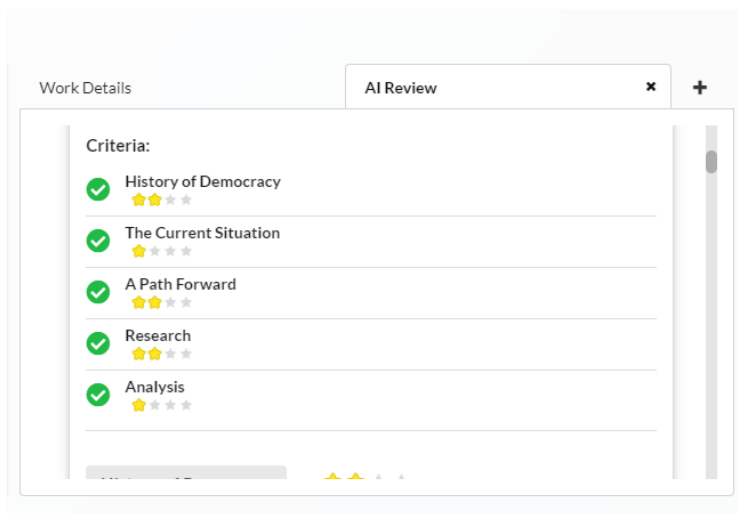 Work Details
AI Review
Criteria:
History of Democracy
The Current Situation
A Path Forward
Research
Analysis